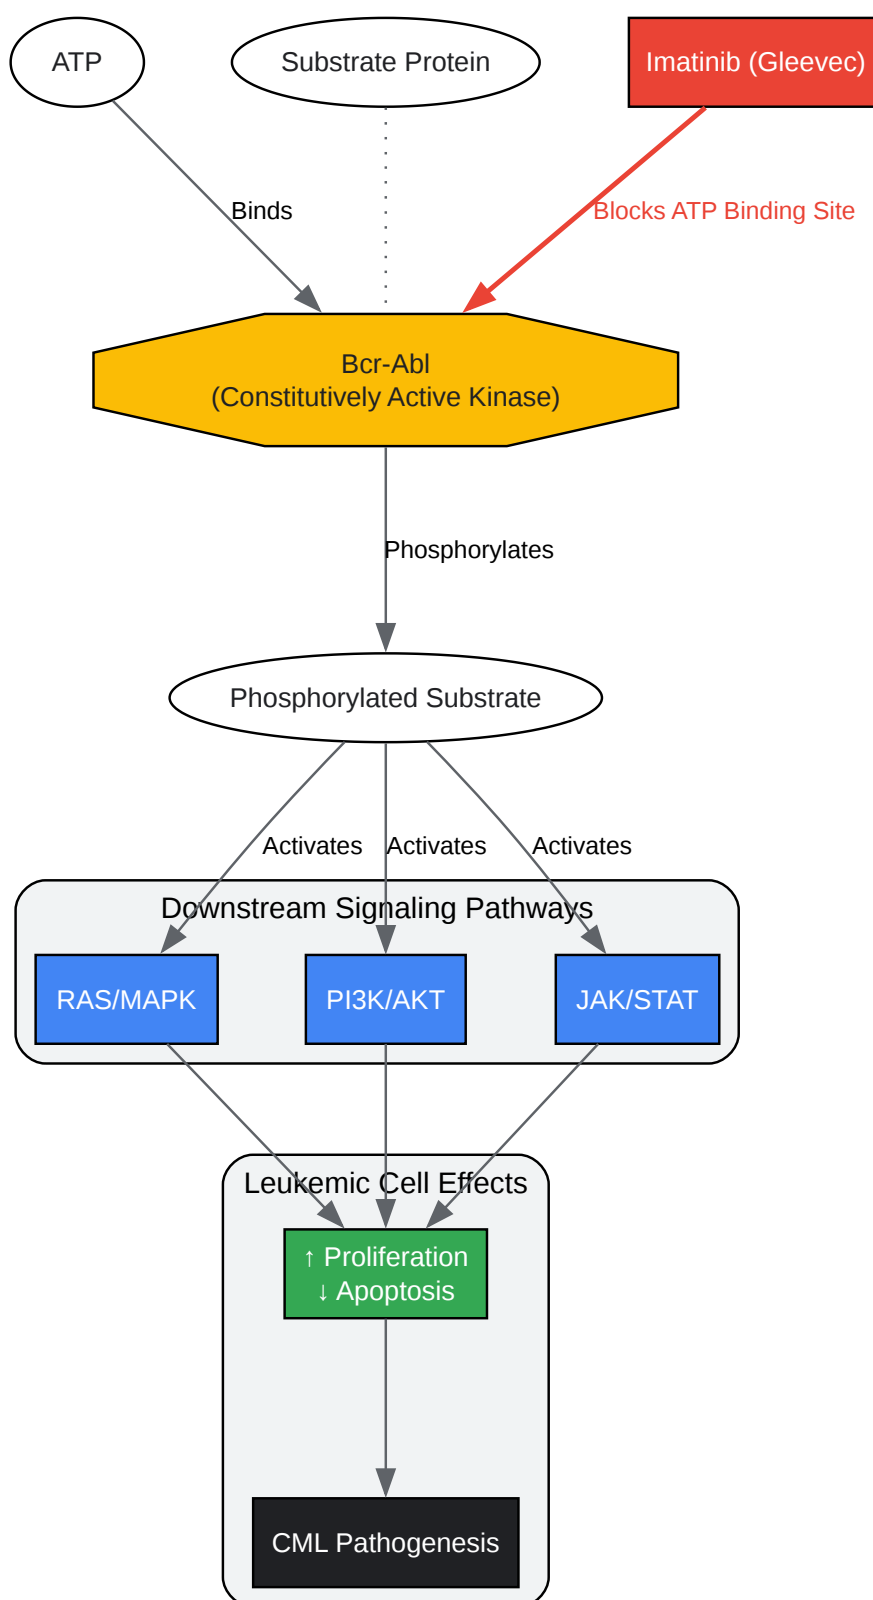 ATP
Substrate Protein
Imatinib (Gleevec)
Binds
Blocks ATP Binding Site
Bcr-Abl
(Constitutively Active Kinase)
Phosphorylates
Phosphorylated Substrate
Activates
Activates
Activates
Downstream Signaling Pathways
RAS/MAPK
PI3K/AKT
JAK/STAT
Leukemic Cell Effects
↑ Proliferation
↓ Apoptosis
CML Pathogenesis